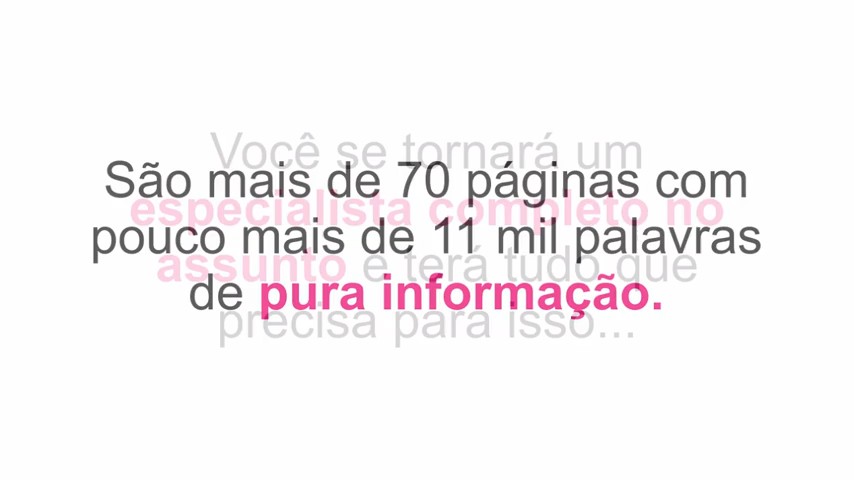 Você se tornará um
São mais de 70 páginas com
especialista completo no
pouco mais de 11 mil palavras
assunto e terá tudo que
de pura informação.
precisa para isso...